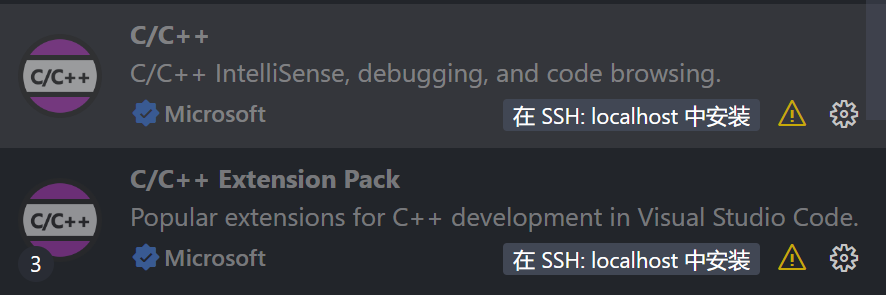 C/C++
C/C++ IntelliSense, debugging, and code browsing.
C/C++
Microsoft
在 SSH: localhost 中安装
C/C++ Extension Pack
C/C++
Popular extensions for C++ development in Visual Studio Code.
3
Microsoft
在 SSH: localhost 中安装